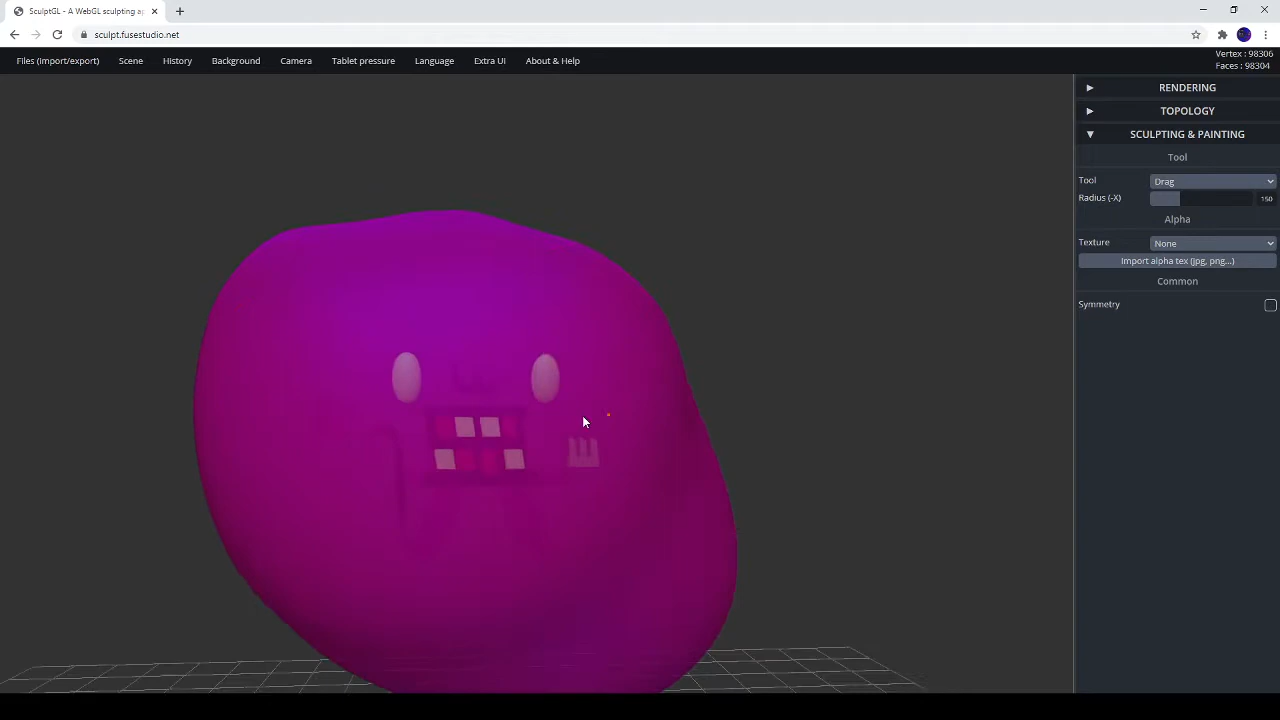 SculptGL - A WebGL sculpting ap
sculpt.fusestudio.net
Files (import/export) Scene History Background Camera Tablet pressure Language Extra UI About & Help
Vertex : 98306
Faces : 98304
RENDERING
TOPOLOGY
SCULPTING & PAINTING
Tool
Tool Drag
Radius (-X) 150
Alpha
Texture None
Import alpha tex (jpg, png...)
Common
Symmetry